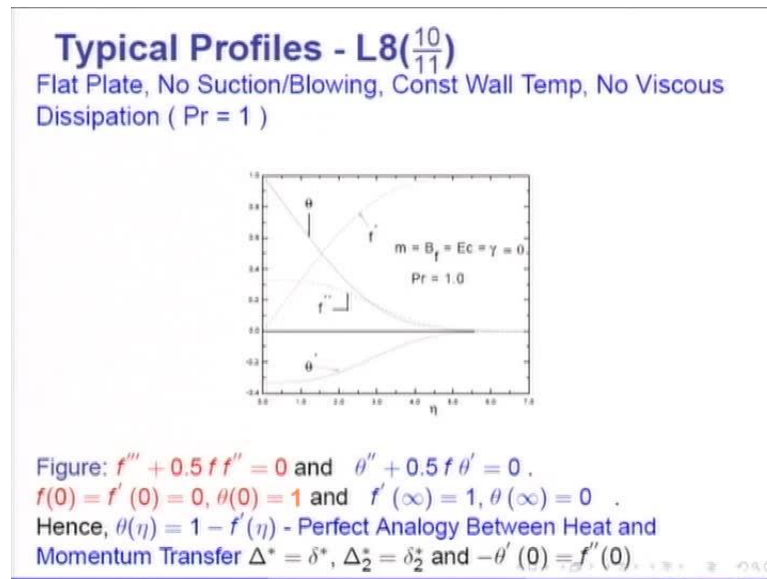 Typical Profiles - L8(10/11)
Flat Plate, No Suction/Blowing, Const Wall Temp, No Viscous
Dissipation ( Pr = 1 )
θ
f'
m = B_f = Ec = γ = 0.
Pr = 1.0
f''
θ'
η
Figure: f''' + 0.5 f f'' = 0 and θ'' + 0.5 f θ' = 0 .
f(0) = f' (0) = 0, θ(0) = 1 and f' (∞) = 1, θ (∞) = 0 .
Hence, θ(η) = 1 − f'(η) - Perfect Analogy Between Heat and
Momentum Transfer Δ* = δ*, Δ₂* = δ₂* and −θ' (0) = f''(0)